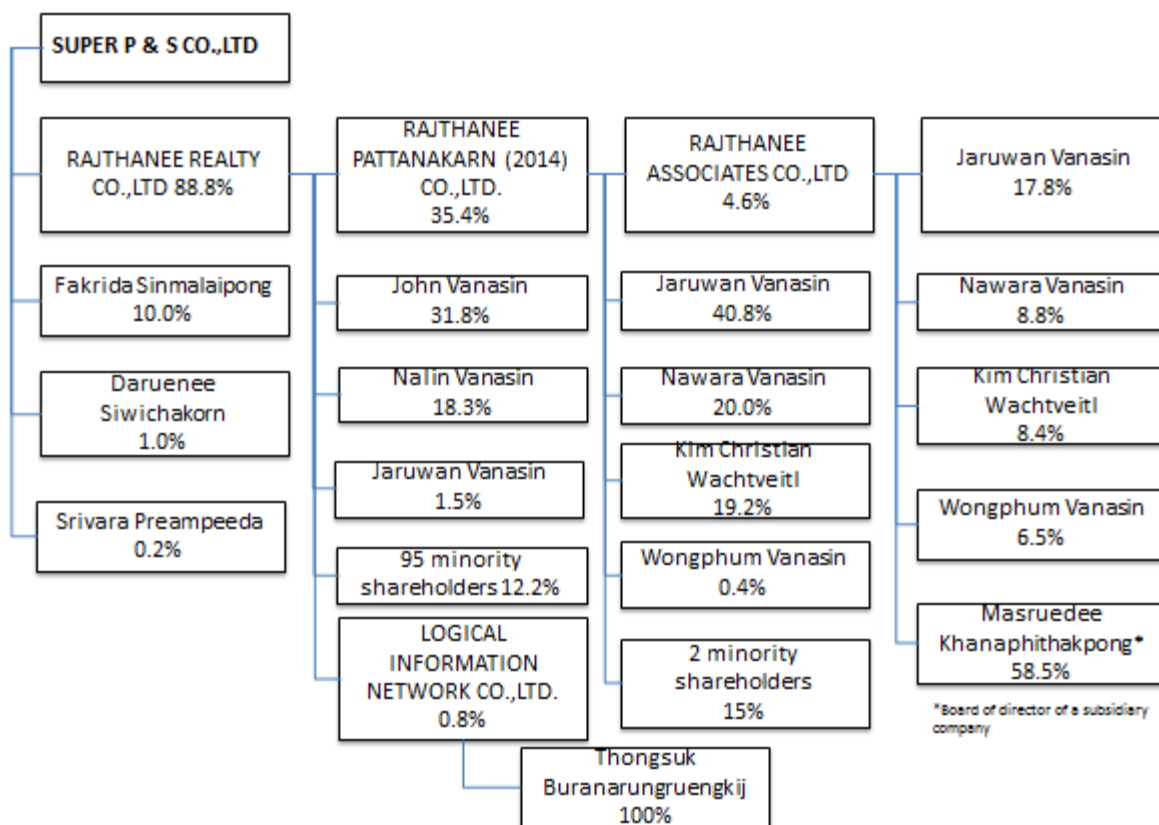 SUPER P & S CO.,LTD
RAJTHANEE REALTY
CO.,LTD 88.8%
Fakrida Sinmalaipong
10.0%
Daruenee
Siwichakorn
1.0%
Srivara Preampeeda
0.2%
RAJTHANEE
PATTANAKARN (2014)
CO.,LTD.
35.4%
John Vanasin
31.8%
Nalin Vanasin
18.3%
Jaruwan Vanasin
1.5%
95 minority
shareholders 12.2%
LOGICAL
INFORMATION
NETWORK CO.,LTD.
0.8%
Thongsuk
Buranarungruengkij
100%
RAJTHANEE
ASSOCIATES CO.,LTD
4.6%
Jaruwan Vanasin
40.8%
Nawara Vanasin
20.0%
Kim Christian
Wachtveitl
19.2%
Wongphum Vanasin
0.4%
2 minority
shareholders
15%
Jaruwan Vanasin
17.8%
Nawara Vanasin
8.8%
Kim Christian
Wachtveitl
8.4%
Wongphum Vanasin
6.5%
Masruedee
Khanaphithakpong*
58.5%
*Board of director of a subsidiary
company